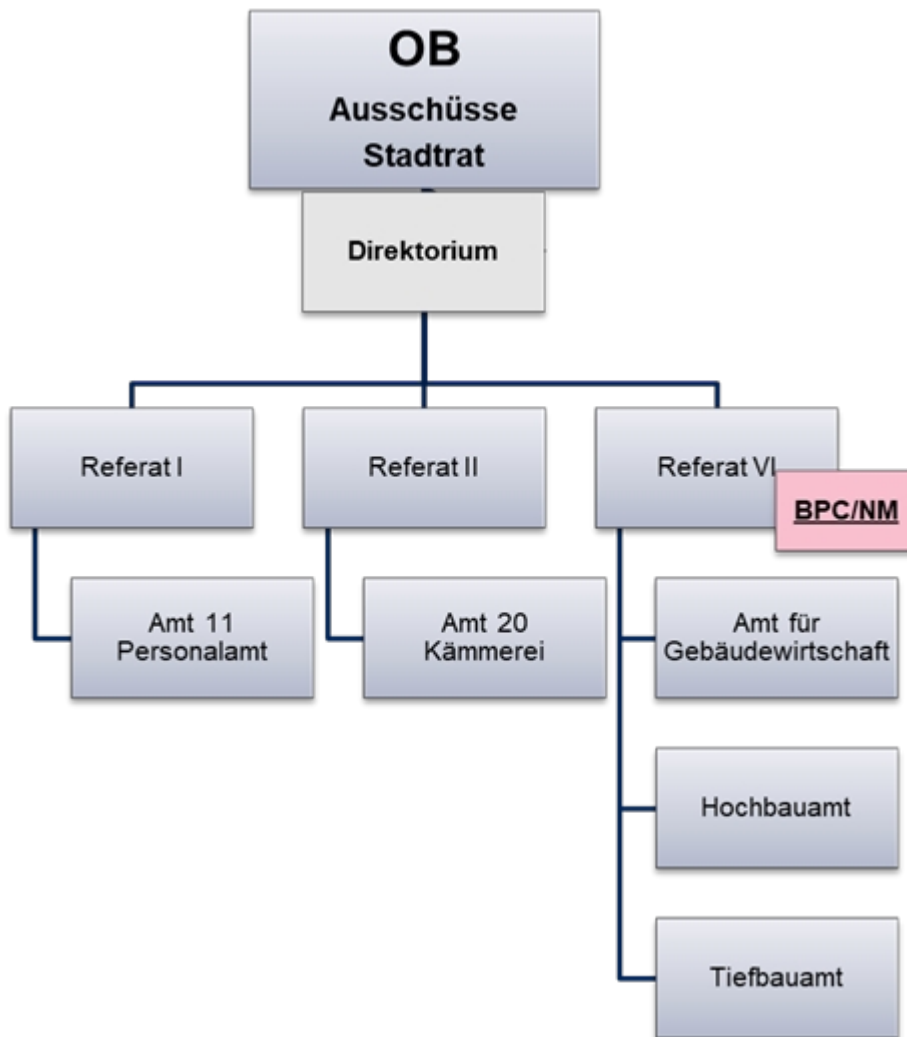 OB
Ausschüsse
Stadtrat
Direktorium
Referat I
Referat II
Referat VI
BPC/NM
Amt 11
Personalamt
Amt 20
Kämmerei
Amt für
Gebäudewirtschaft
Hochbauamt
Tiefbauamt